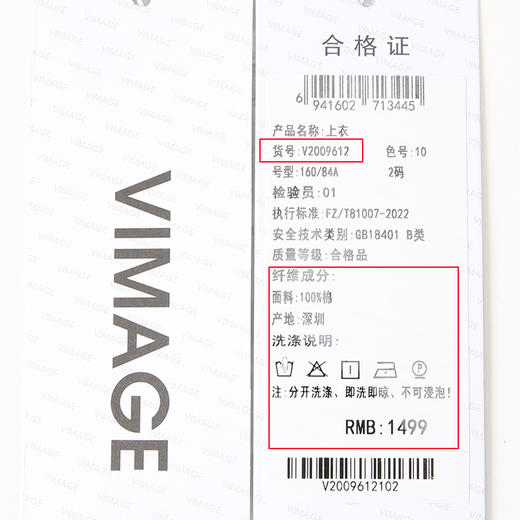 VIMAGE
合格证
6 941602 713445
产品名称:上衣
货号:V2009612 色号:10
号型:160/84A 2码
检验员:01
执行标准:FZ/T81007-2022
安全技术类别:GB18401 B类
质量等级:合格品
纤维成分:
面料:100%棉
产地:深圳
洗涤说明:
注:分开洗涤、即洗即晾、不可浸泡!
RMB:1499
V2009612102